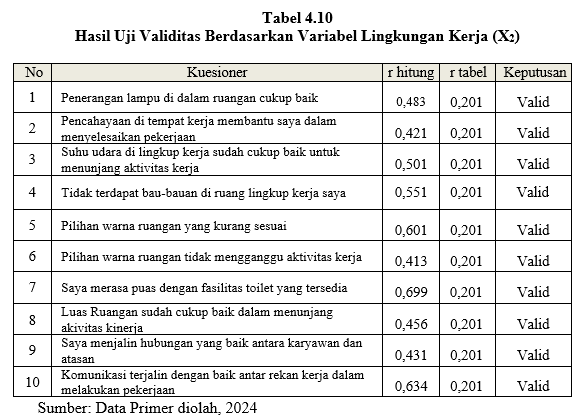 Tabel 4.10
Hasil Uji Validitas Berdasarkan Variabel Lingkungan Kerja (X₂)
No Kuesioner r hitung r tabel Keputusan
1 Penerangan lampu di dalam ruangan cukup baik 0,483 0,201 Valid
2 Pencahayaan di tempat kerja membantu saya dalam
menyelesaikan pekerjaan 0,421 0,201 Valid
3 Suhu udara di lingkup kerja sudah cukup baik untuk
menunjang aktivitas kerja 0,501 0,201 Valid
4 Tidak terdapat bau-bauan di ruang lingkup kerja saya 0,551 0,201 Valid
5 Pilihan warna ruangan yang kurang sesuai 0,601 0,201 Valid
6 Pilihan warna ruangan tidak mengganggu aktivitas kerja 0,413 0,201 Valid
7 Saya merasa puas dengan fasilitas toilet yang tersedia 0,699 0,201 Valid
8 Luas Ruangan sudah cukup baik dalam menunjang
akivitas kinerja 0,456 0,201 Valid
9 Saya menjalin hubungan yang baik antara karyawan dan
atasan 0,431 0,201 Valid
10 Komunikasi terjalin dengan baik antar rekan kerja dalam
melakukan pekerjaan 0,634 0,201 Valid
Sumber: Data Primer diolah, 2024